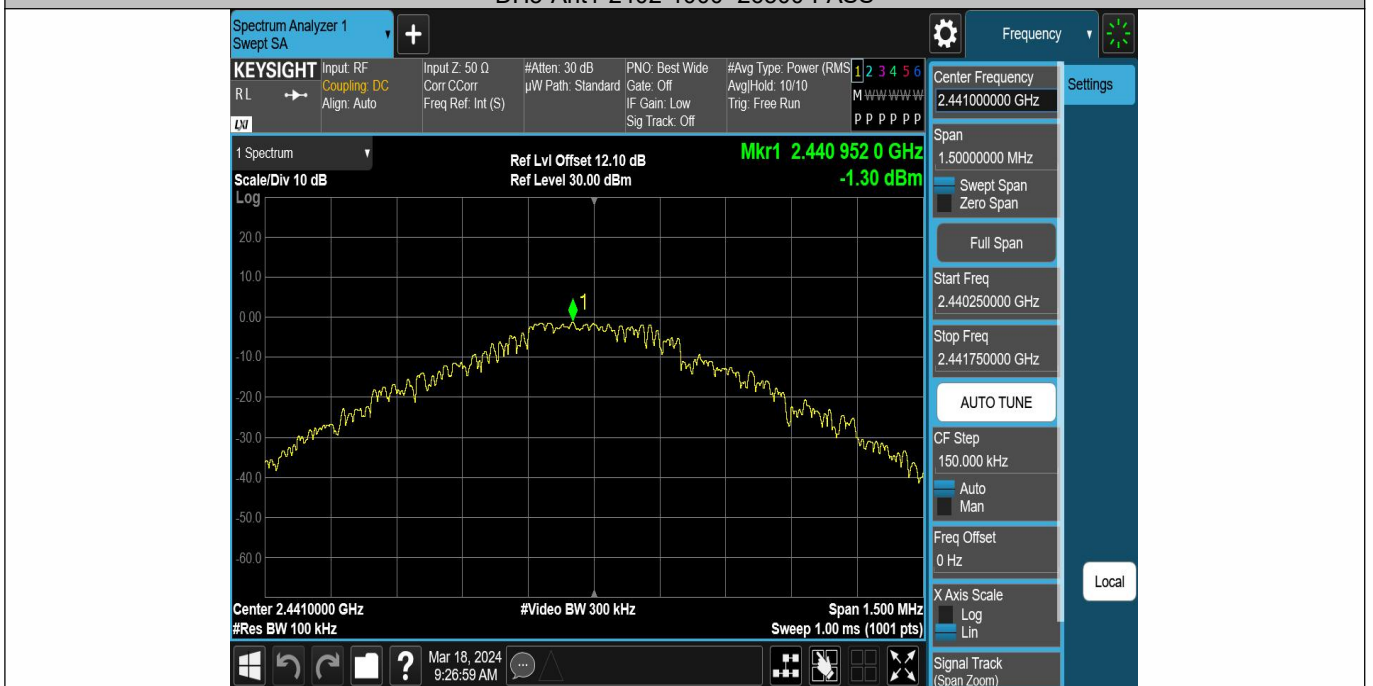 Spectrum Analyzer 1
Swept SA
+
Frequency
KEYSIGHT
R L
LXI
Input: RF
Coupling: DC
Align: Auto
Input Z: 50 Ω
Corr CCorr
Freq Ref: Int (S)
#Atten: 30 dB
µW Path: Standard
PNO: Best Wide
Gate: Off
IF Gain: Low
Sig Track: Off
#Avg Type: Power (RMS
Avg|Hold: 10/10
Trig: Free Run
1 2 3 4 5 6
M W W W W W
P P P P P P
1 Spectrum
Scale/Div 10 dB
Log
Ref Lvl Offset 12.10 dB
Ref Level 30.00 dBm
Mkr1 2.440 952 0 GHz
-1.30 dBm
20.0
10.0
0.00
-10.0
-20.0
-30.0
-40.0
-50.0
-60.0
1
Center 2.4410000 GHz
#Res BW 100 kHz
#Video BW 300 kHz
Span 1.500 MHz
Sweep 1.00 ms (1001 pts)
Center Frequency
2.441000000 GHz
Settings
Span
1.50000000 MHz
Swept Span
Zero Span
Full Span
Start Freq
2.440250000 GHz
Stop Freq
2.441750000 GHz
AUTO TUNE
CF Step
150.000 kHz
Auto
Man
Freq Offset
0 Hz
X Axis Scale
Log
Lin
Signal Track
(Span Zoom)
Local
?
Mar 18, 2024
9:26:59 AM